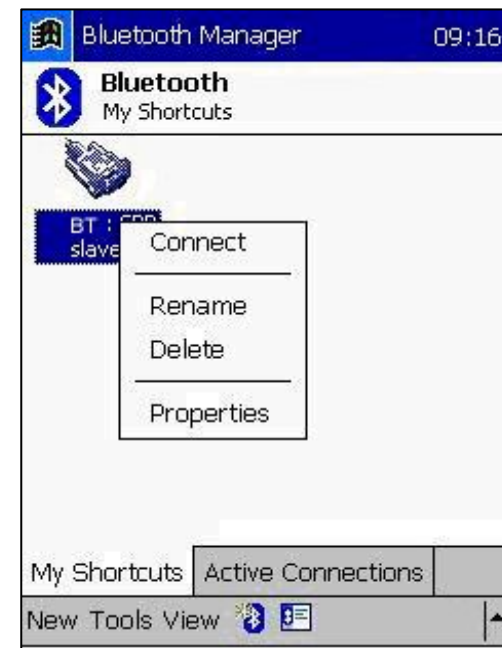 Bluetooth Manager 09:16
Bluetooth
My Shortcuts
BT :
slave
Connect
Rename
Delete
Properties
My Shortcuts Active Connections
New Tools View